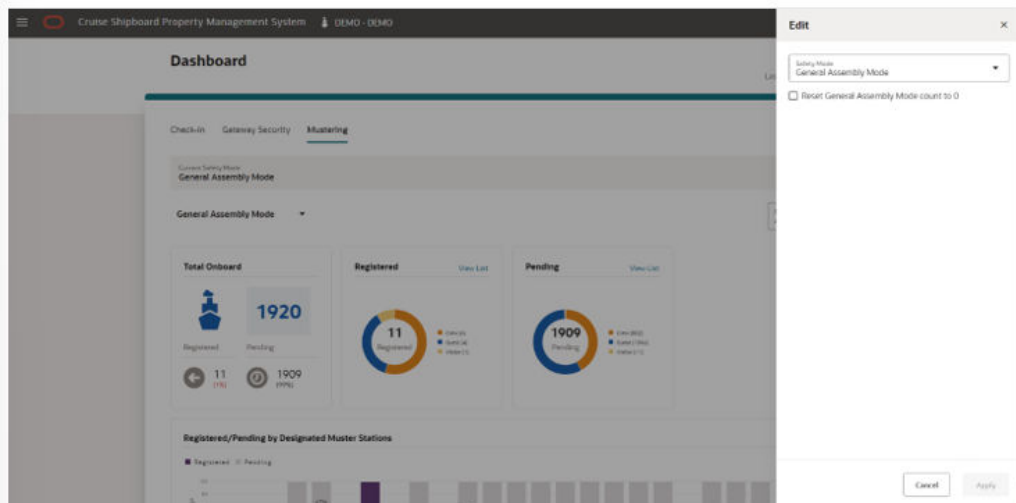 Cruise Shipboard Property Management System DEMO - DEMO
Edit
Dashboard
Safety Mode
General Assembly Mode
Reset General Assembly Mode count to 0
Check-in Gateway Security Mustering
Current Safety Mode
General Assembly Mode
General Assembly Mode
Total Onboard
1920
Registered Pending
11
(1%)
1909
(99%)
Registered View List
11
Registered
Pending View List
1909
Pending
Registered/Pending by Designated Muster Stations
Registered Pending
Cancel Apply